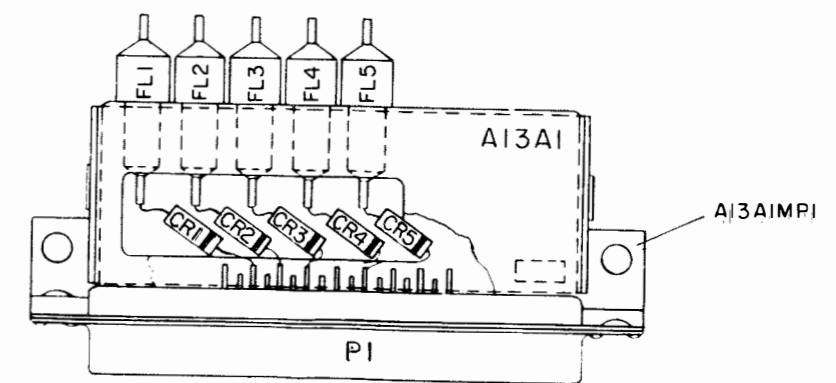 FL1 FL2 FL3 FL4 FL5
A13A1
CR1 CR2 CR3 CR4 CR5
A13A1MP1
P1